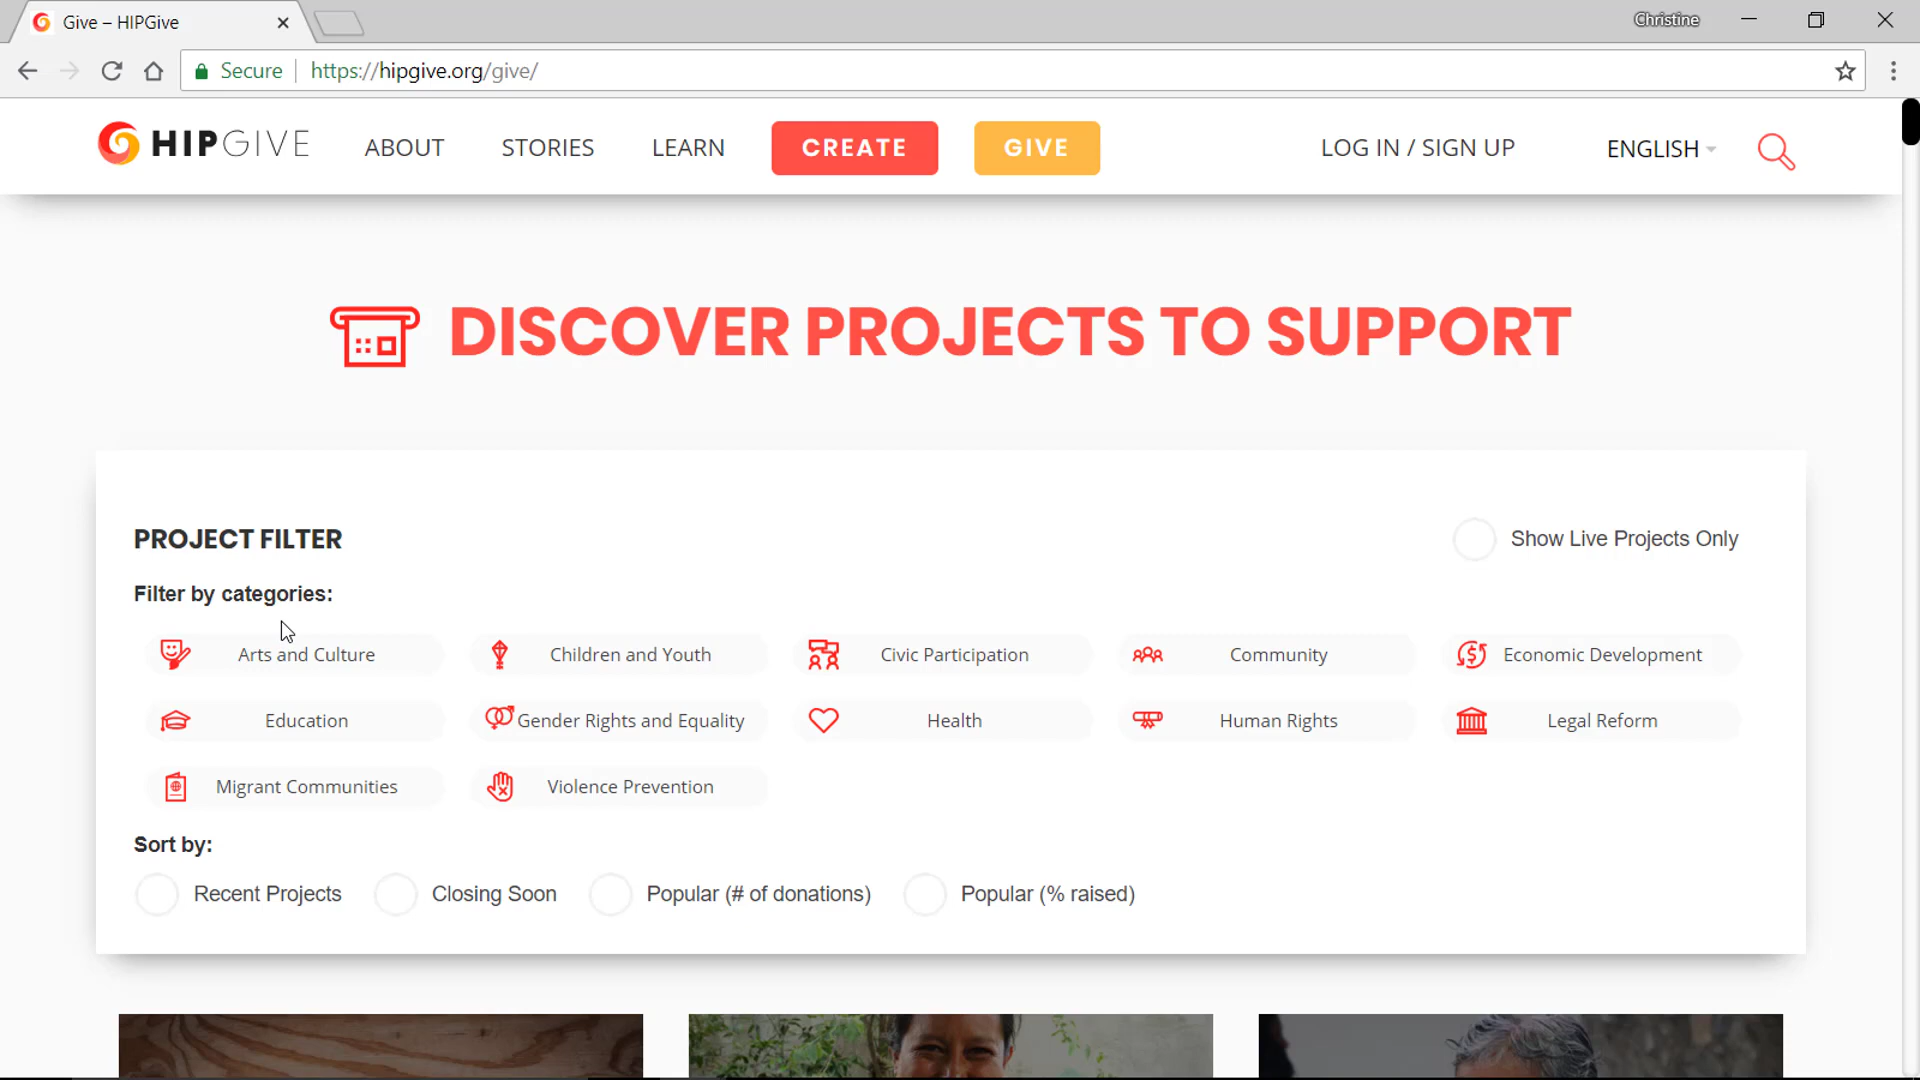 Give – HIPGive
Christine
Secure https://hipgive.org/give/
HIPGIVE ABOUT STORIES LEARN CREATE GIVE LOG IN / SIGN UP ENGLISH
DISCOVER PROJECTS TO SUPPORT
PROJECT FILTER
Show Live Projects Only
Filter by categories:
Arts and Culture Children and Youth Civic Participation Community Economic Development
Education Gender Rights and Equality Health Human Rights Legal Reform
Migrant Communities Violence Prevention
Sort by:
Recent Projects Closing Soon Popular (# of donations) Popular (% raised)